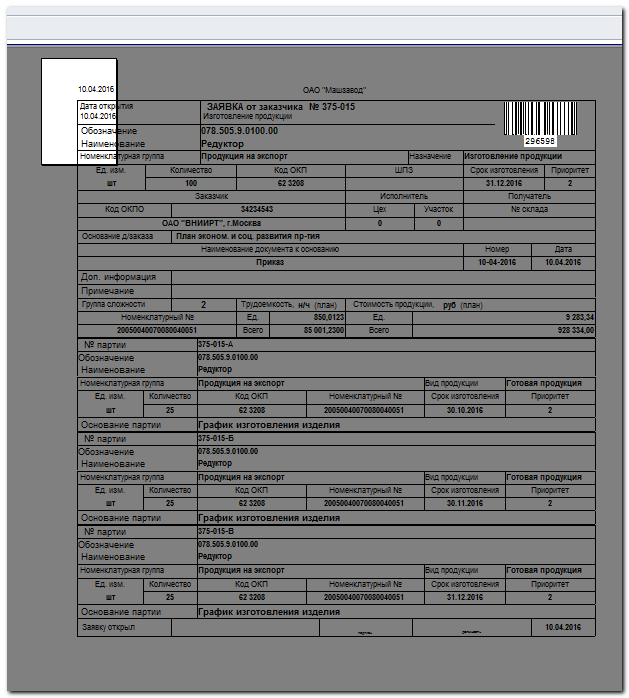 10.04.2016 ОАО "Машзавод"
Дата открытия ЗАЯВКА от заказчика № 375-015
10.04.2016 Изготовление продукции
296598
Обозначение 078.505.9.0100.00
Наименование Редуктор
Номенклатурная группа Продукция на экспорт Назначение Изготовление продукции
Ед. изм. Количество Код ОКП ШПЗ Срок изготовления Приоритет
шт 100 62 3208 31.12.2016 2
Заказчик Исполнитель Получатель
Код ОКПО 34234543 Цех Участок № склада
ОАО "ВНИИРТ", г.Москва 0 0
Основание д/заказа План эконом. и соц. развития пр-тия
Наименование документа к основанию Номер Дата
Приказ 10-04-2016 10.04.2016
Доп. информация
Примечание
Группа сложности 2 Трудоемкость, н/ч (план) Стоимость продукции, руб (план)
Номенклатурный № Ед. 850,0123 Ед. 9 283,34
20050040070080040051 Всего 85 001,2300 Всего 928 334,00
№ партии 375-015-А
Обозначение 078.505.9.0100.00
Наименование Редуктор
Номенклатурная группа Продукция на экспорт Вид продукции Готовая продукция
Ед. изм. Количество Код ОКП Номенклатурный № Срок изготовления Приоритет
шт 25 62 3208 20050040070080040051 30.10.2016 2
Основание партии График изготовления изделия
№ партии 375-015-Б
Обозначение 078.505.9.0100.00
Наименование Редуктор
Номенклатурная группа Продукция на экспорт Вид продукции Готовая продукция
Ед. изм. Количество Код ОКП Номенклатурный № Срок изготовления Приоритет
шт 25 62 3208 20050040070080040051 30.11.2016 2
Основание партии График изготовления изделия
№ партии 375-015-В
Обозначение 078.505.9.0100.00
Наименование Редуктор
Номенклатурная группа Продукция на экспорт Вид продукции Готовая продукция
Ед. изм. Количество Код ОКП Номенклатурный № Срок изготовления Приоритет
шт 25 62 3208 20050040070080040051 31.12.2016 2
Основание партии График изготовления изделия
Заявку открыл 10.04.2016